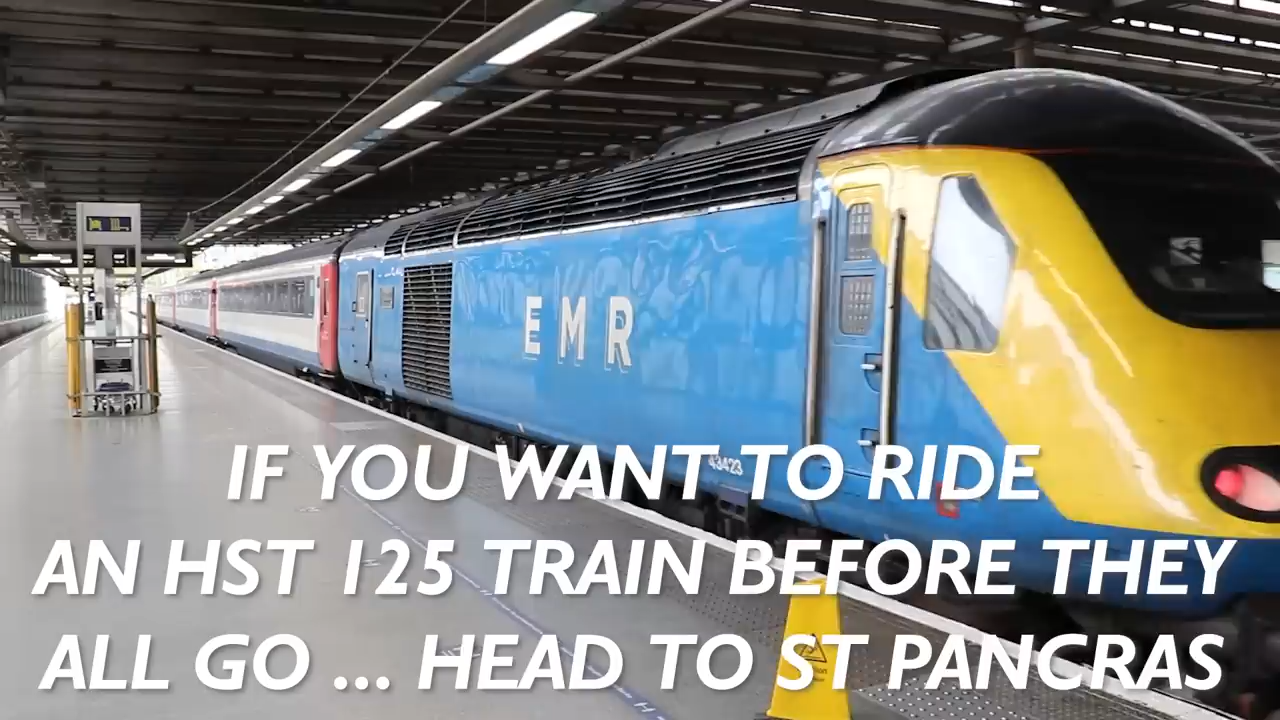 EMR
43423
IF YOU WANT TO RIDE
AN HST 125 TRAIN BEFORE THEY
ALL GO ... HEAD TO ST PANCRAS